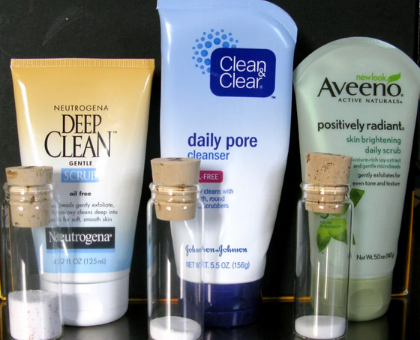 NEUTROGENA
DEEP
CLEAN™
GENTLE
SCRUB
oil free
Neutrogena®
Clean
&
Clear®
daily pore
cleanser
-FREE
Johnson&Johnson
NET WT. 5.5 OZ. (156g)
new look
Aveeno®
ACTIVE NATURALS®
positively radiant®
skin brightening
daily scrub
gently exfoliates for
even tone and texture